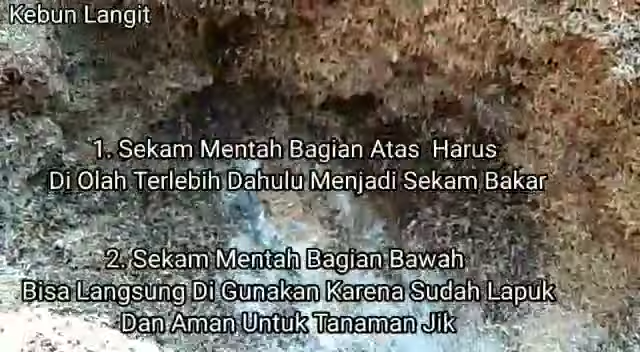 Kebun Langit
1. Sekam Mentah Bagian Atas Harus
Di Olah Terlebih Dahulu Menjadi Sekam Bakar
2. Sekam Mentah Bagian Bawah
Bisa Langsung Di Gunakan Karena Sudah Lapuk
Dan Aman Untuk Tanaman Jik